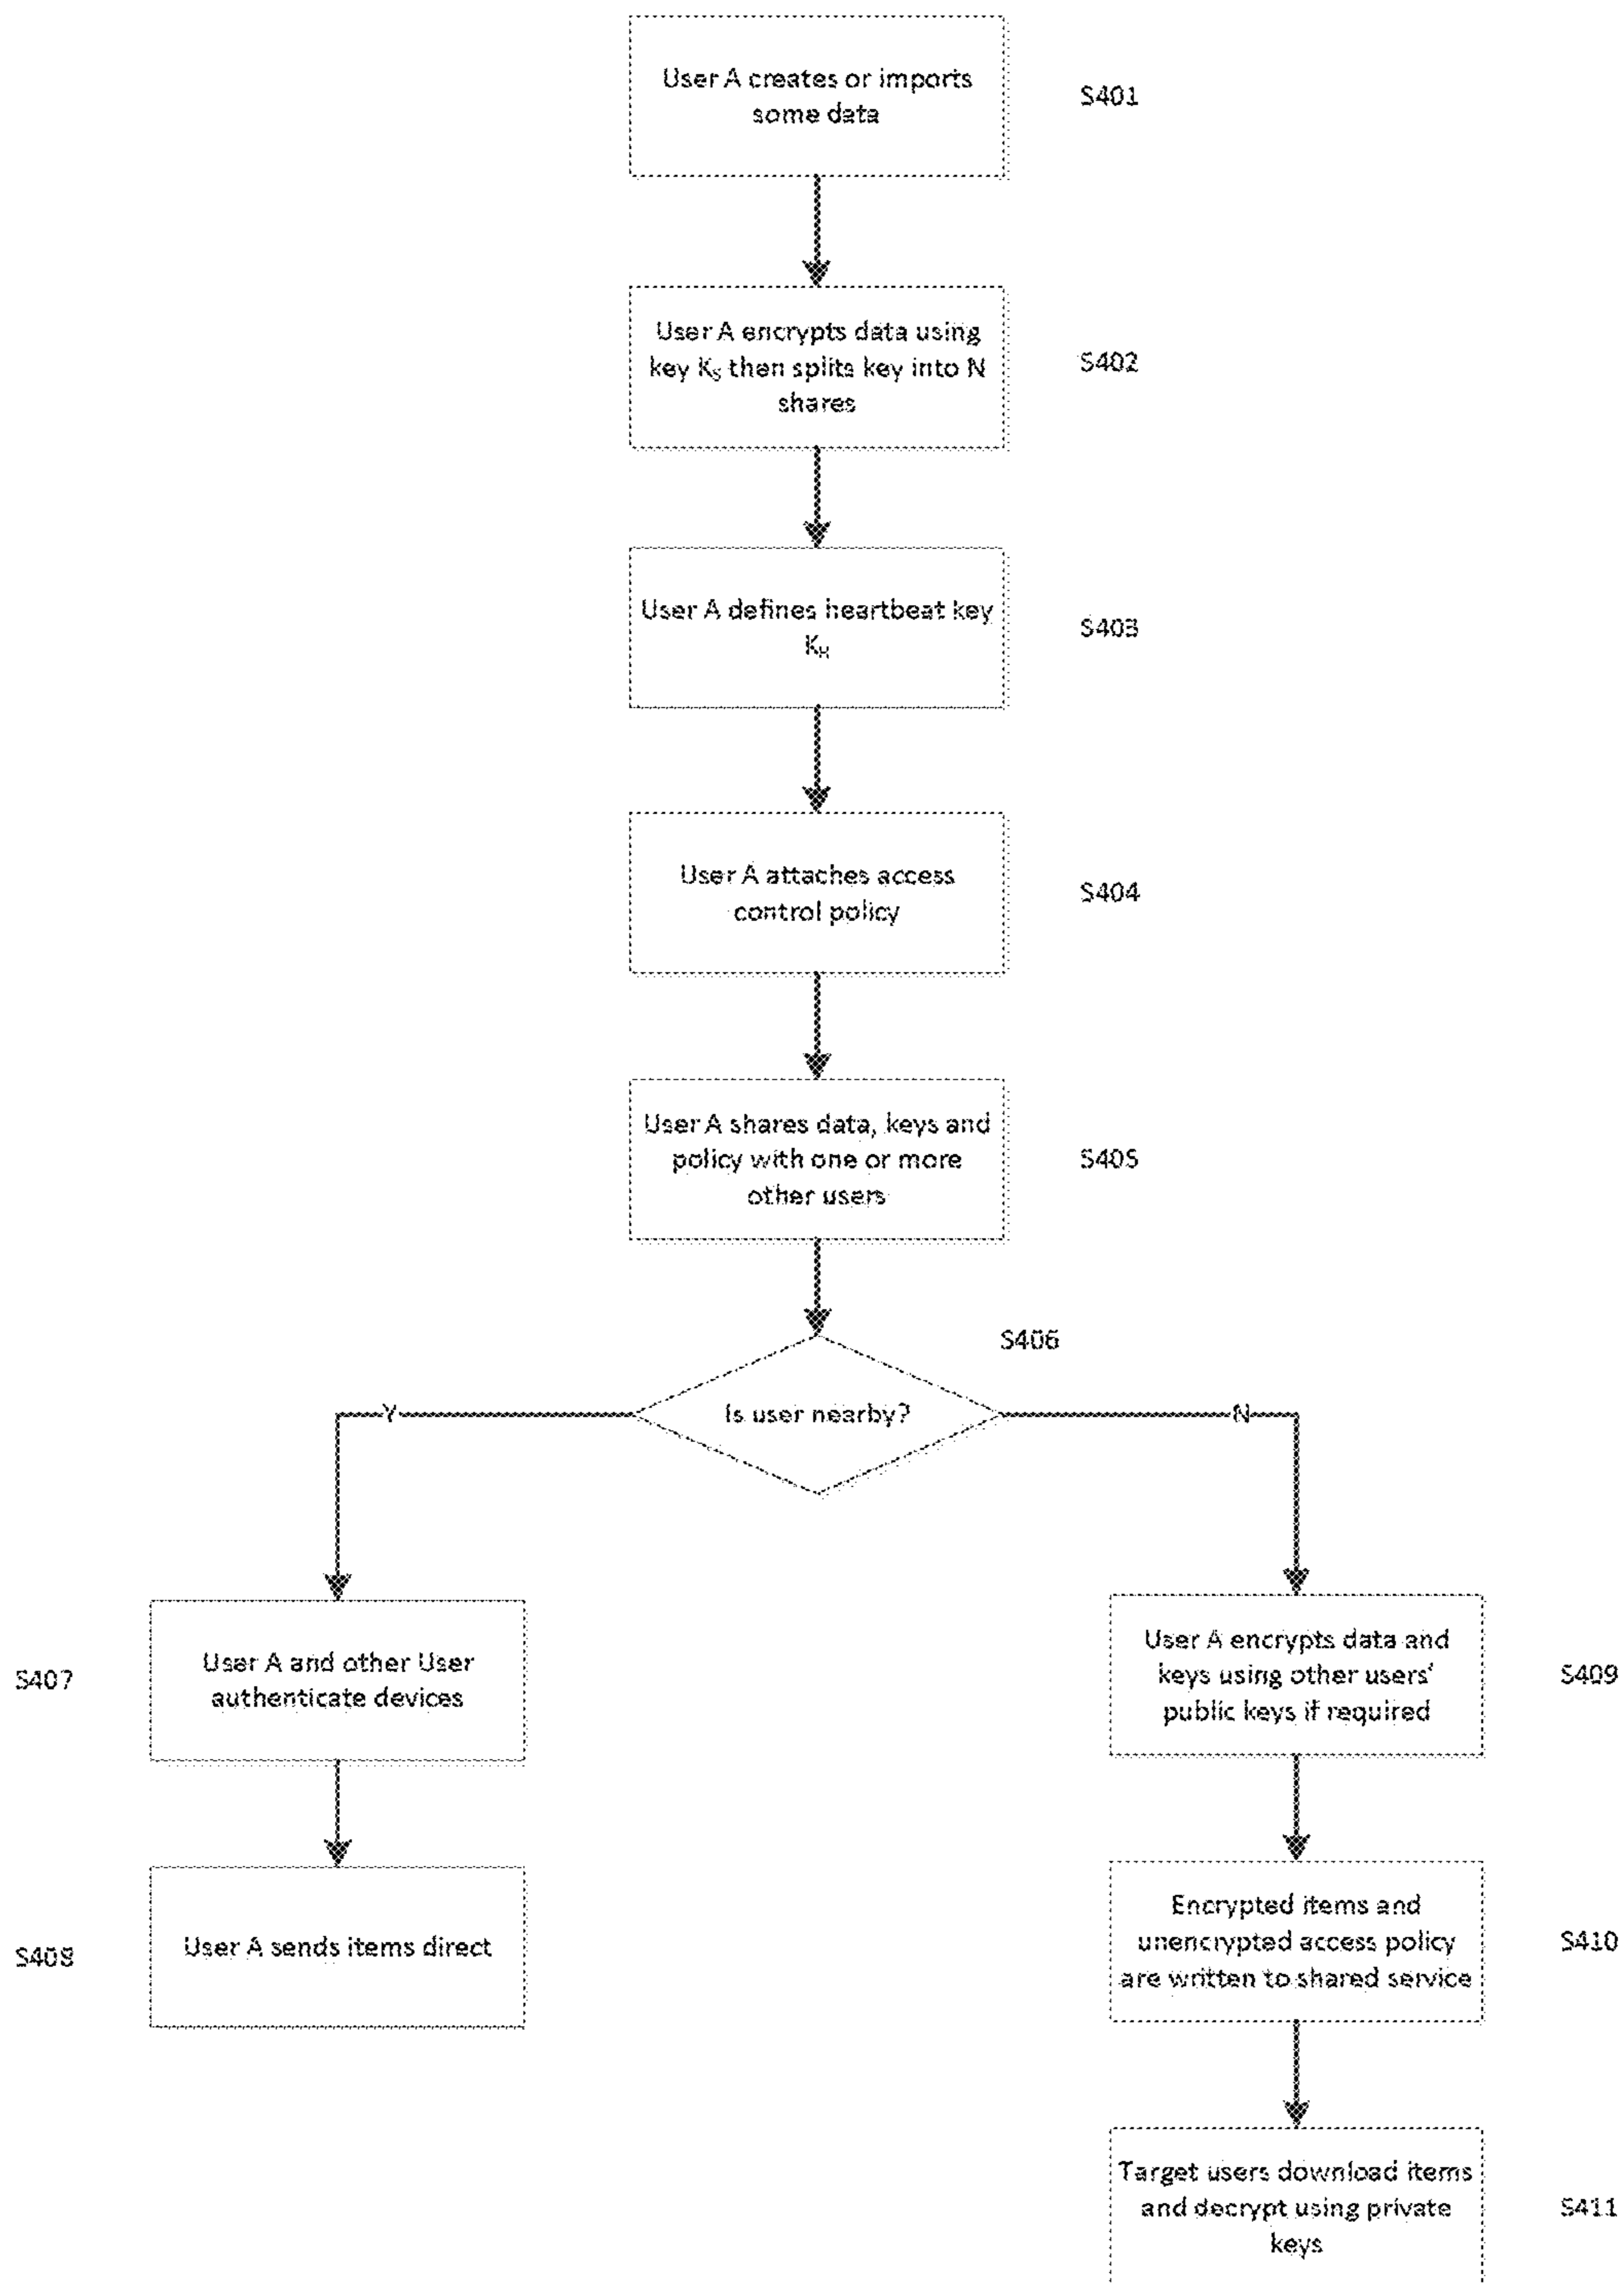 User A creates or imports
some data
S401
User A encrypts data using
key Ks then splits key into N
shares
S402
User A defines heartbeat key
KH
S403
User A attaches access
control policy
S404
User A shares data, keys and
policy with one or more
other users
S405
S406
Is user nearby?
Y
N
User A and other User
authenticate devices
S407
User A encrypts data and
keys using other users'
public keys if required
S409
User A sends items direct
S408
Encrypted items and
unencrypted access policy
are written to shared service
S410
Target users download items
and decrypt using private
keys
S411